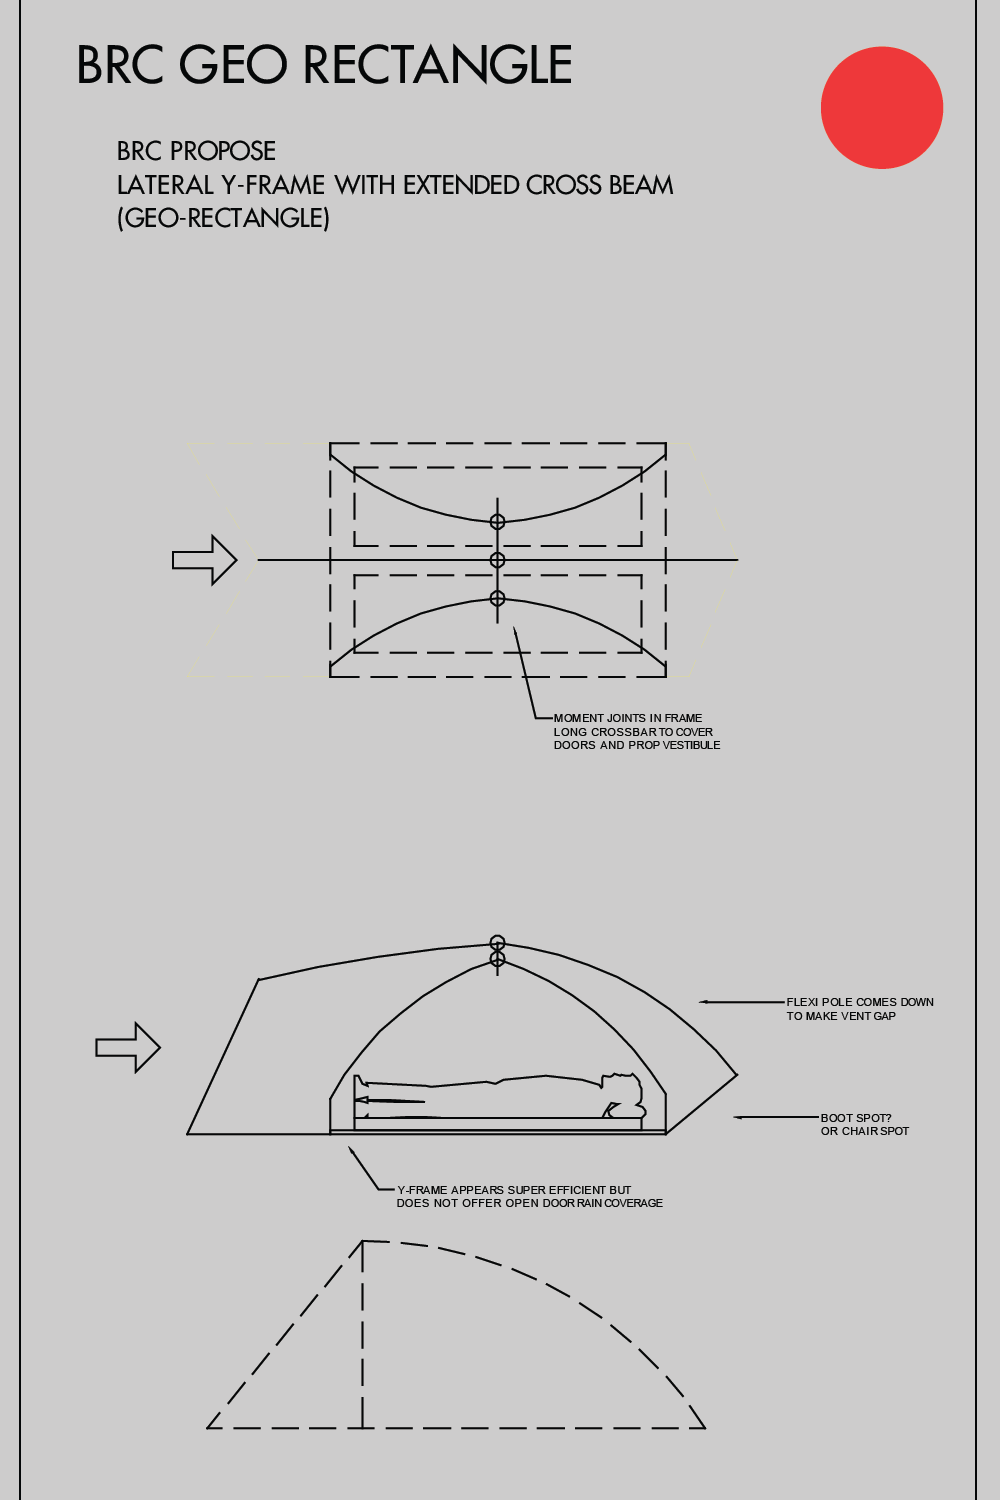 BRC GEO RECTANGLE
BRC PROPOSE
LATERAL Y-FRAME WITH EXTENDED CROSS BEAM
(GEO-RECTANGLE)
MOMENT JOINTS IN FRAME
LONG CROSSBAR TO COVER
DOORS AND PROP VESTIBULE
FLEXI POLE COMES DOWN
TO MAKE VENT GAP
BOOT SPOT?
OR CHAIR SPOT
Y-FRAME APPEARS SUPER EFFICIENT BUT
DOES NOT OFFER OPEN DOOR RAIN COVERAGE